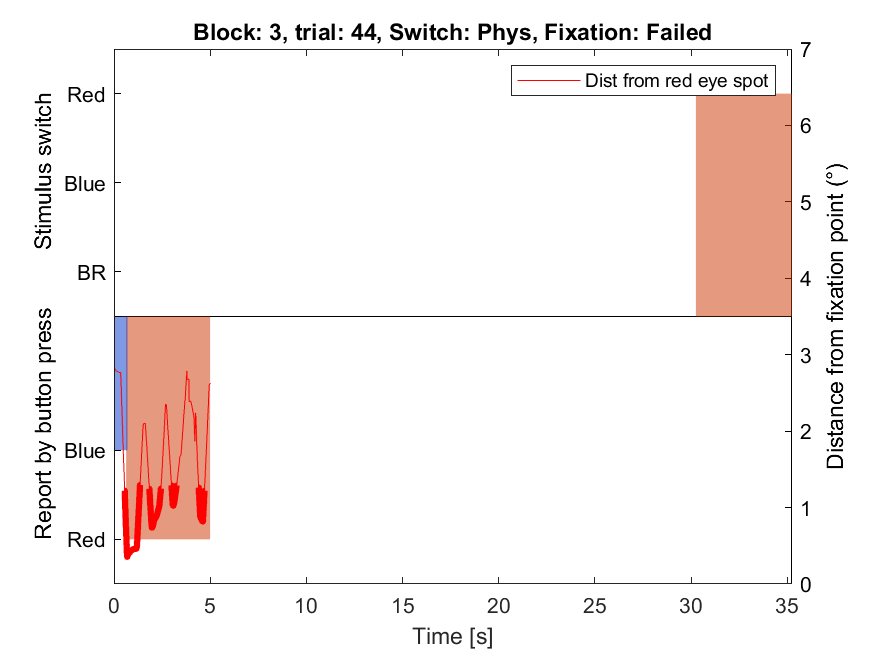 Block: 3, trial: 44, Switch: Phys, Fixation: Failed
Dist from red eye spot
Stimulus switch
Red
Blue
BR
Report by button press
Blue
Red
7
6
5
4
3
2
1
0
Distance from fixation point (°)
0 5 10 15 20 25 30 35
Time [s]